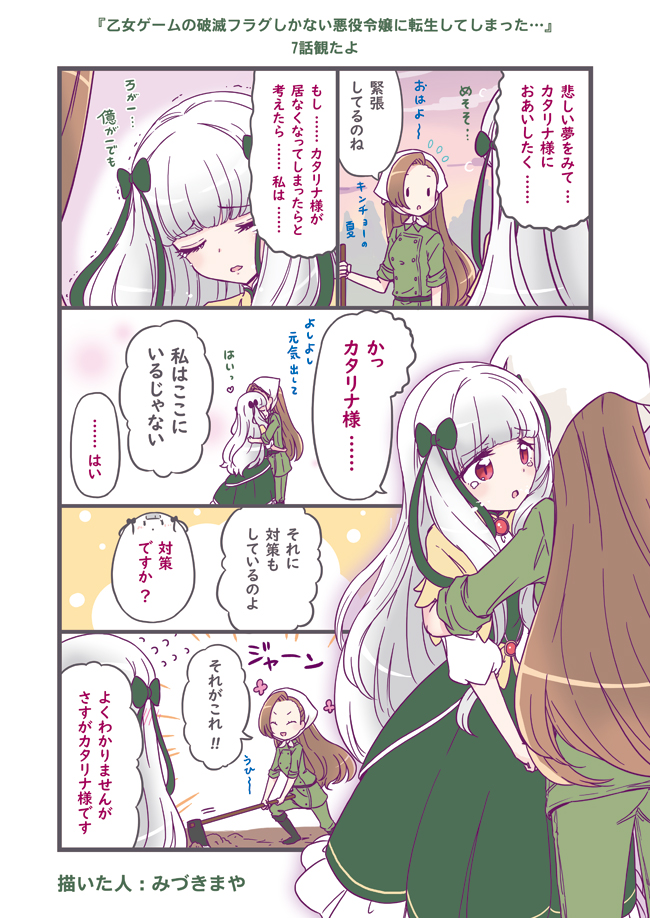 『乙女ゲームの破滅フラグしかない悪役令嬢に転生してしまった…』
7話観たよ
悲しい夢をみて…
カタリナ様に
おあいしたく……
めそそ…
おはよ～
緊張
してるのね
キンチョーの
夏
もし……カタリナ様が
居なくなってしまったらと
考えたら……私は……
ろが一…
億が一でも
かっ
カタリナ様……
よしよし
元気出して
はいっ♡
私はここに
いるじゃない
……はい
それに
対策も
しているのよ
対策
ですか？
ジャーン
それがこれ!!
うひ～
よくわかりませんが
さすがカタリナ様です
描いた人：みづきまや